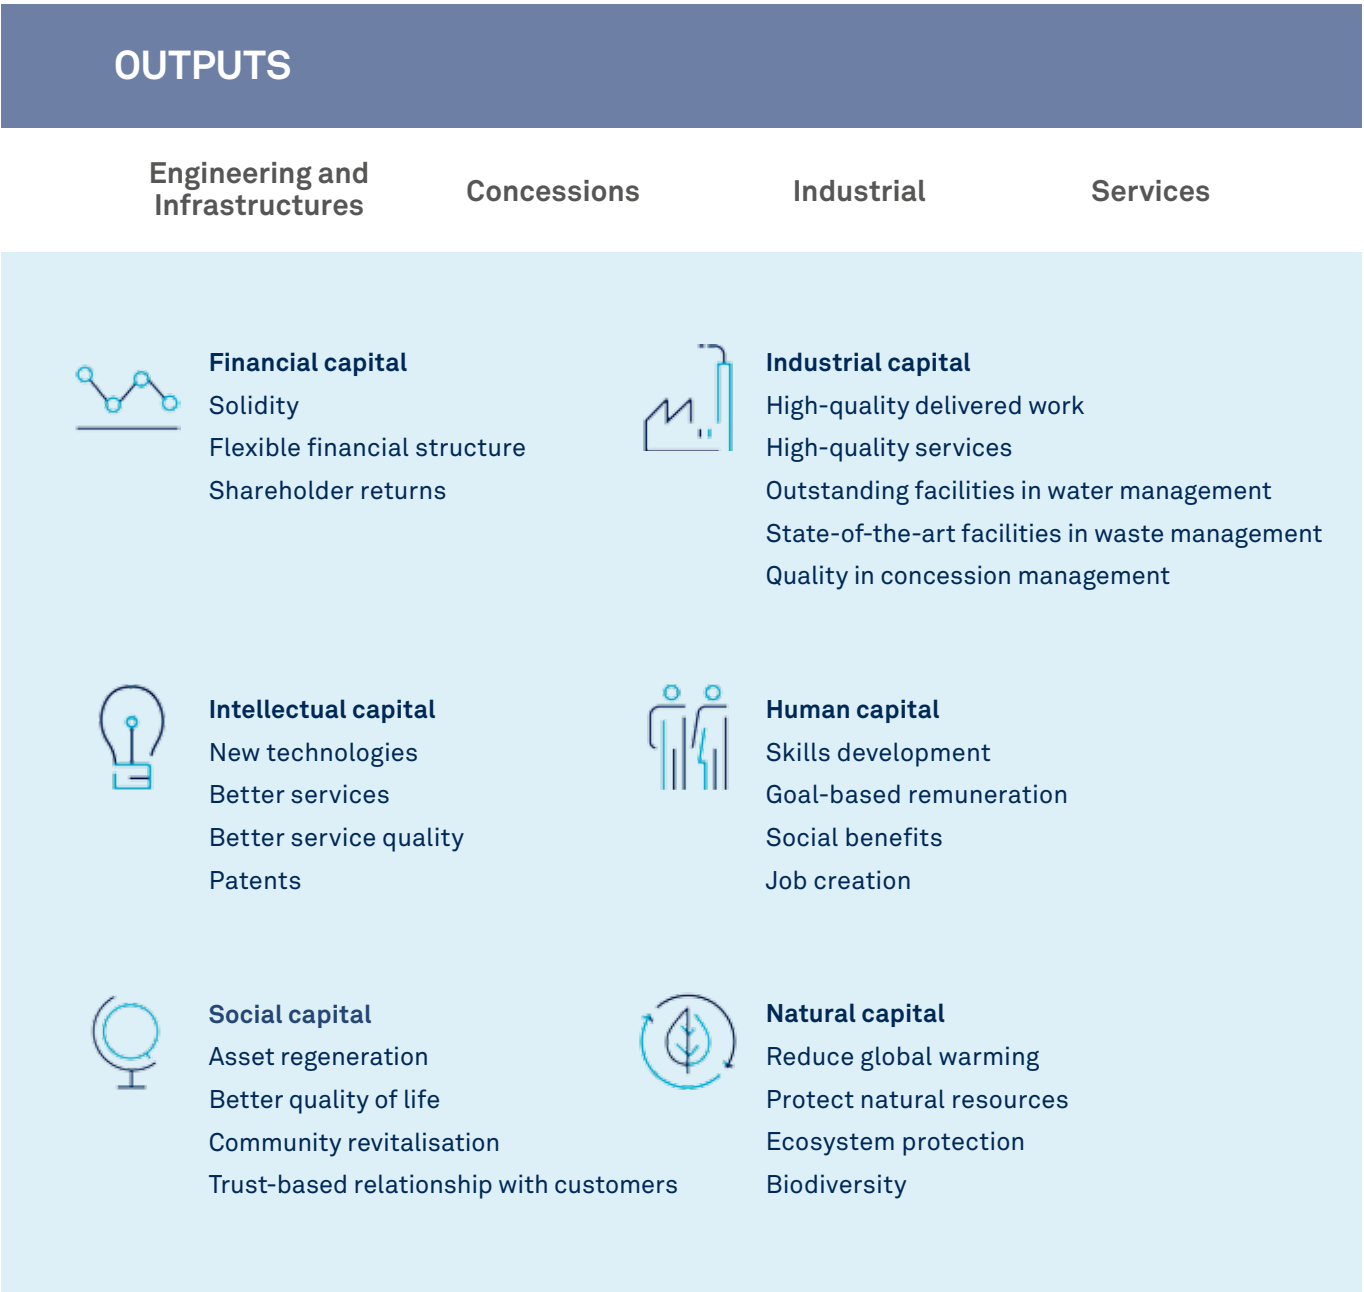 OUTPUTS
Engineering and
Infrastructures
Concessions
Industrial
Services
Financial capital
Solidity
Flexible financial structure
Shareholder returns
Industrial capital
High-quality delivered work
High-quality services
Outstanding facilities in water management
State-of-the-art facilities in waste management
Quality in concession management
Intellectual capital
New technologies
Better services
Better service quality
Patents
Human capital
Skills development
Goal-based remuneration
Social benefits
Job creation
Social capital
Asset regeneration
Better quality of life
Community revitalisation
Trust-based relationship with customers
Natural capital
Reduce global warming
Protect natural resources
Ecosystem protection
Biodiversity